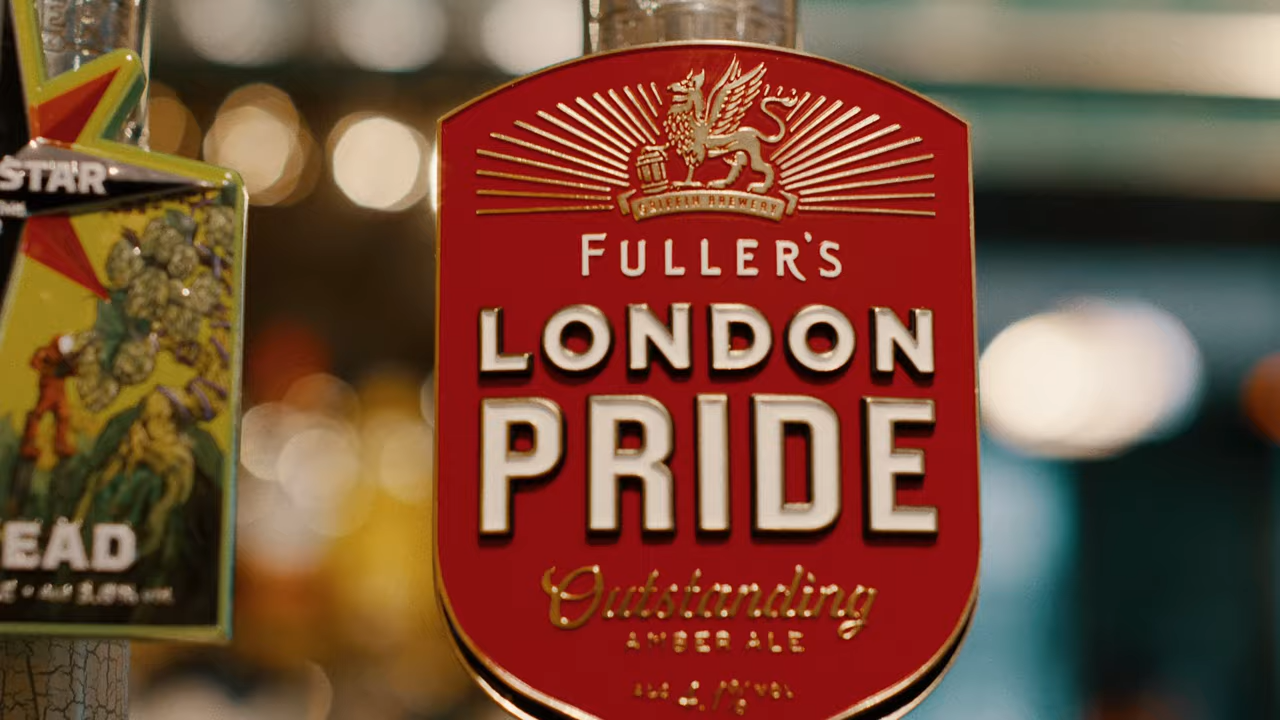 STAR
EAD
GRIFFIN BREWERY
FULLER'S
LONDON
PRIDE
Outstanding
AMBER ALE